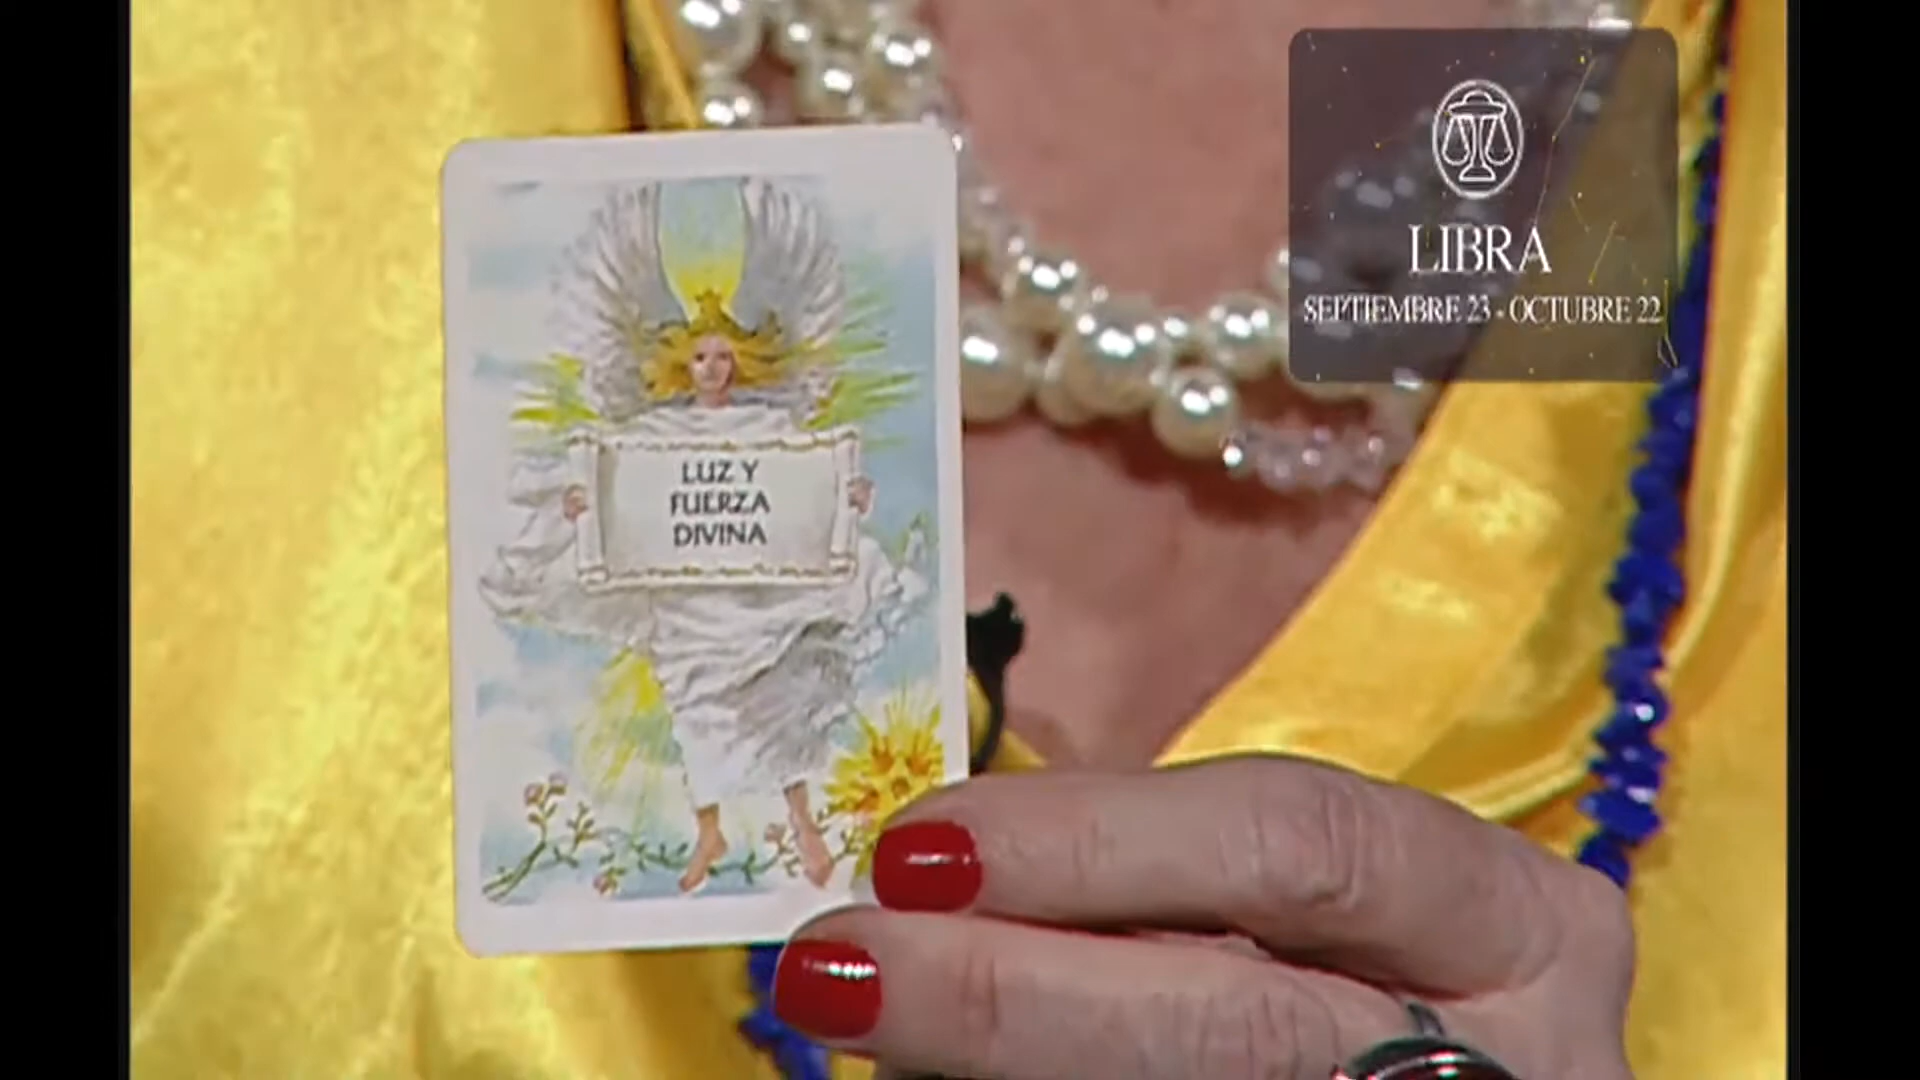 LUZ Y
FUERZA
DIVINA
LIBRA
SEPTIEMBRE 23 - OCTUBRE 22